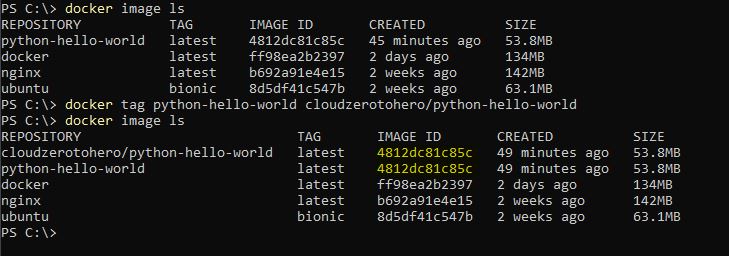 PS C:\> docker image ls
REPOSITORY TAG IMAGE ID CREATED SIZE
python-hello-world latest 4812dc81c85c 45 minutes ago 53.8MB
docker latest ff98ea2b2397 2 days ago 134MB
nginx latest b692a91e4e15 2 weeks ago 142MB
ubuntu bionic 8d5df41c547b 2 weeks ago 63.1MB
PS C:\> docker tag python-hello-world cloudzerotohero/python-hello-world
PS C:\> docker image ls
REPOSITORY TAG IMAGE ID CREATED SIZE
cloudzerotohero/python-hello-world latest 4812dc81c85c 49 minutes ago 53.8MB
python-hello-world latest 4812dc81c85c 49 minutes ago 53.8MB
docker latest ff98ea2b2397 2 days ago 134MB
nginx latest b692a91e4e15 2 weeks ago 142MB
ubuntu bionic 8d5df41c547b 2 weeks ago 63.1MB
PS C:\>